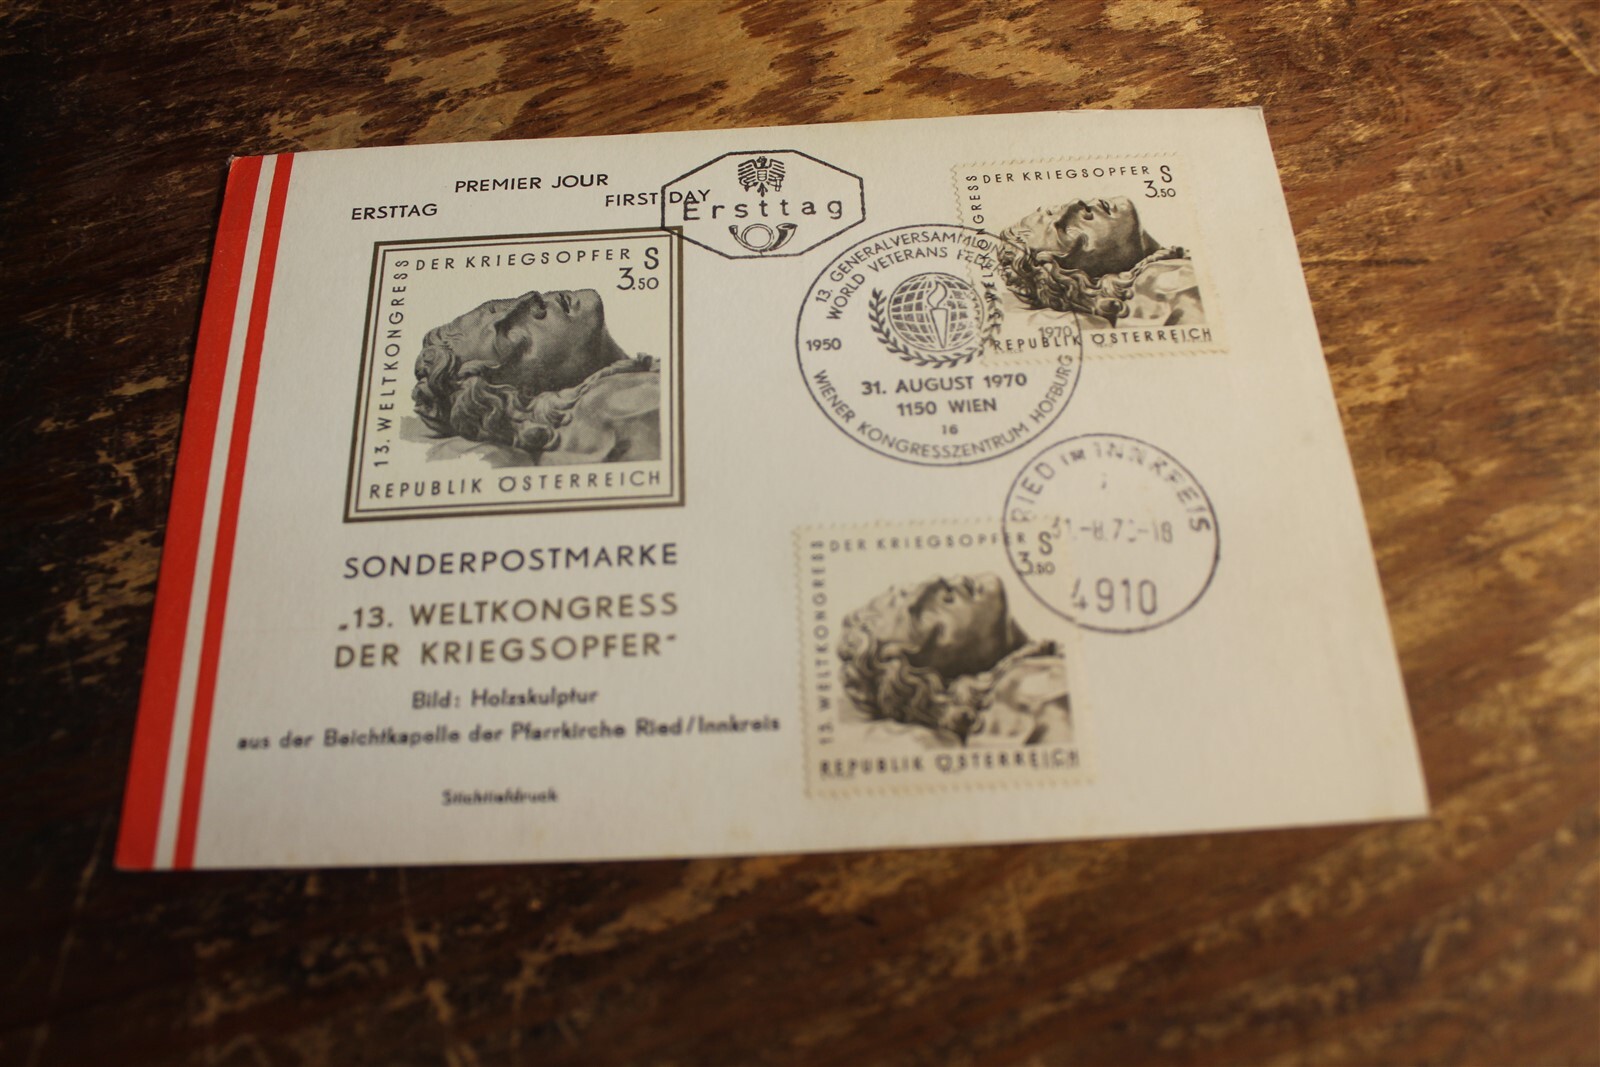 PREMIER JOUR
ERSTTAG
FIRST DAY
Ersttag
13. WELTKONGRESS
DER KRIEGSOPFER S
3.50
REPUBLIK ÖSTERREICH
SONDERPOSTMARKE
„13. WELTKONGRESS
DER KRIEGSOPFER“
Bild: Holzskulptur
aus der Beichtkapelle der Pfarrkirche Ried/Innkreis
Stichtiefdruck
13. GENERALVERSAMMLUNG
WORLD VETERANS
1950
1970
31. AUGUST 1970
1150 WIEN
16
WIENER KONGRESSZENTRUM HOFBURG
13. WELTKONGRESS
DER KRIEGSOPFER S
3.50
REPUBLIK ÖSTERREICH
RIED IM INNKREIS
4910
13. WELTKONGRESS
DER KRIEGSOPFER S
3.50
REPUBLIK ÖSTERREICH